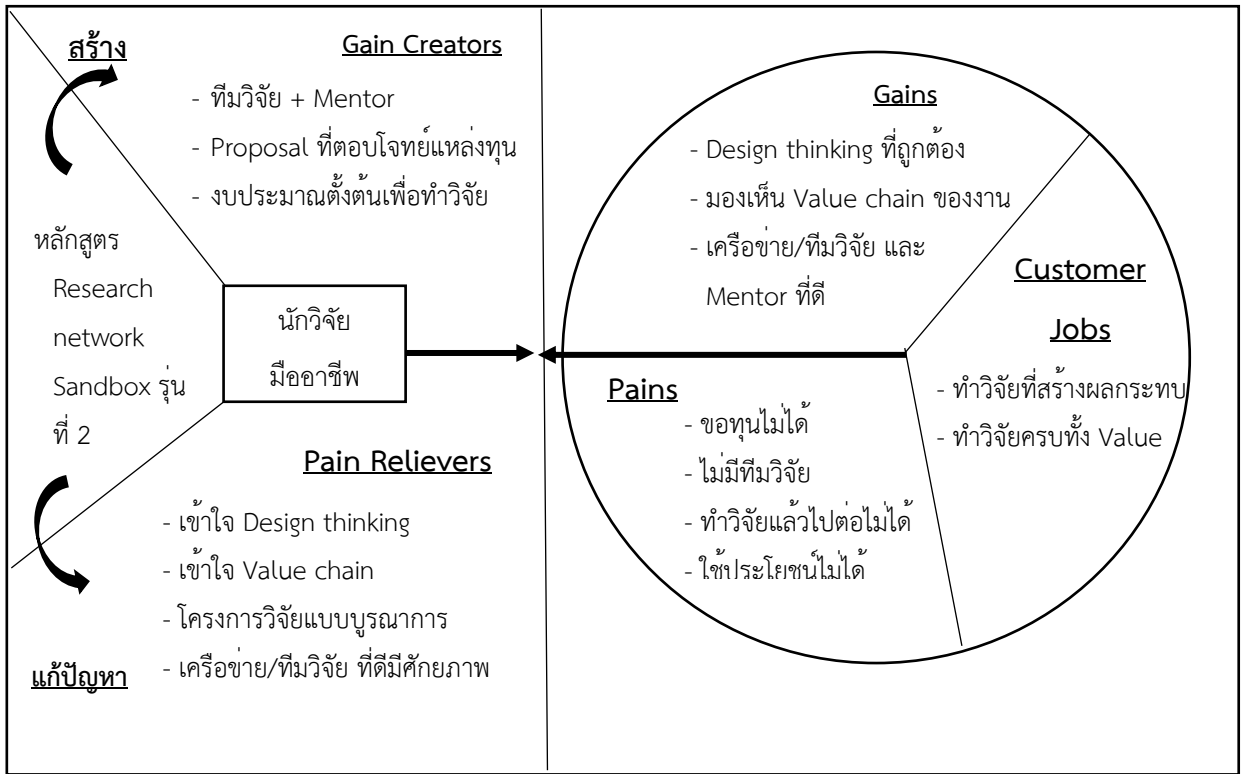 สร้าง
Gain Creators
- ทีมวิจัย + Mentor
- Proposal ที่ตอบโจทย์แหล่งทุน
- งบประมาณตั้งต้นเพื่อทำวิจัย
หลักสูตร
Research
network
Sandbox รุ่น
ที่ 2
นักวิจัย
มืออาชีพ
Pain Relievers
- เข้าใจ Design thinking
- เข้าใจ Value chain
- โครงการวิจัยแบบบูรณาการ
- เครือข่าย/ทีมวิจัย ที่ดีมีศักยภาพ
แก้ปัญหา
Gains
- Design thinking ที่ถูกต้อง
- มองเห็น Value chain ของงาน
- เครือข่าย/ทีมวิจัย และ
Mentor ที่ดี
Customer
Jobs
- ทำวิจัยที่สร้างผลกระทบ
- ทำวิจัยครบทั้ง Value
Pains
- ขอทุนไม่ได้
- ไม่มีทีมวิจัย
- ทำวิจัยแล้วไปต่อไม่ได้
- ใช้ประโยชน์ไม่ได้